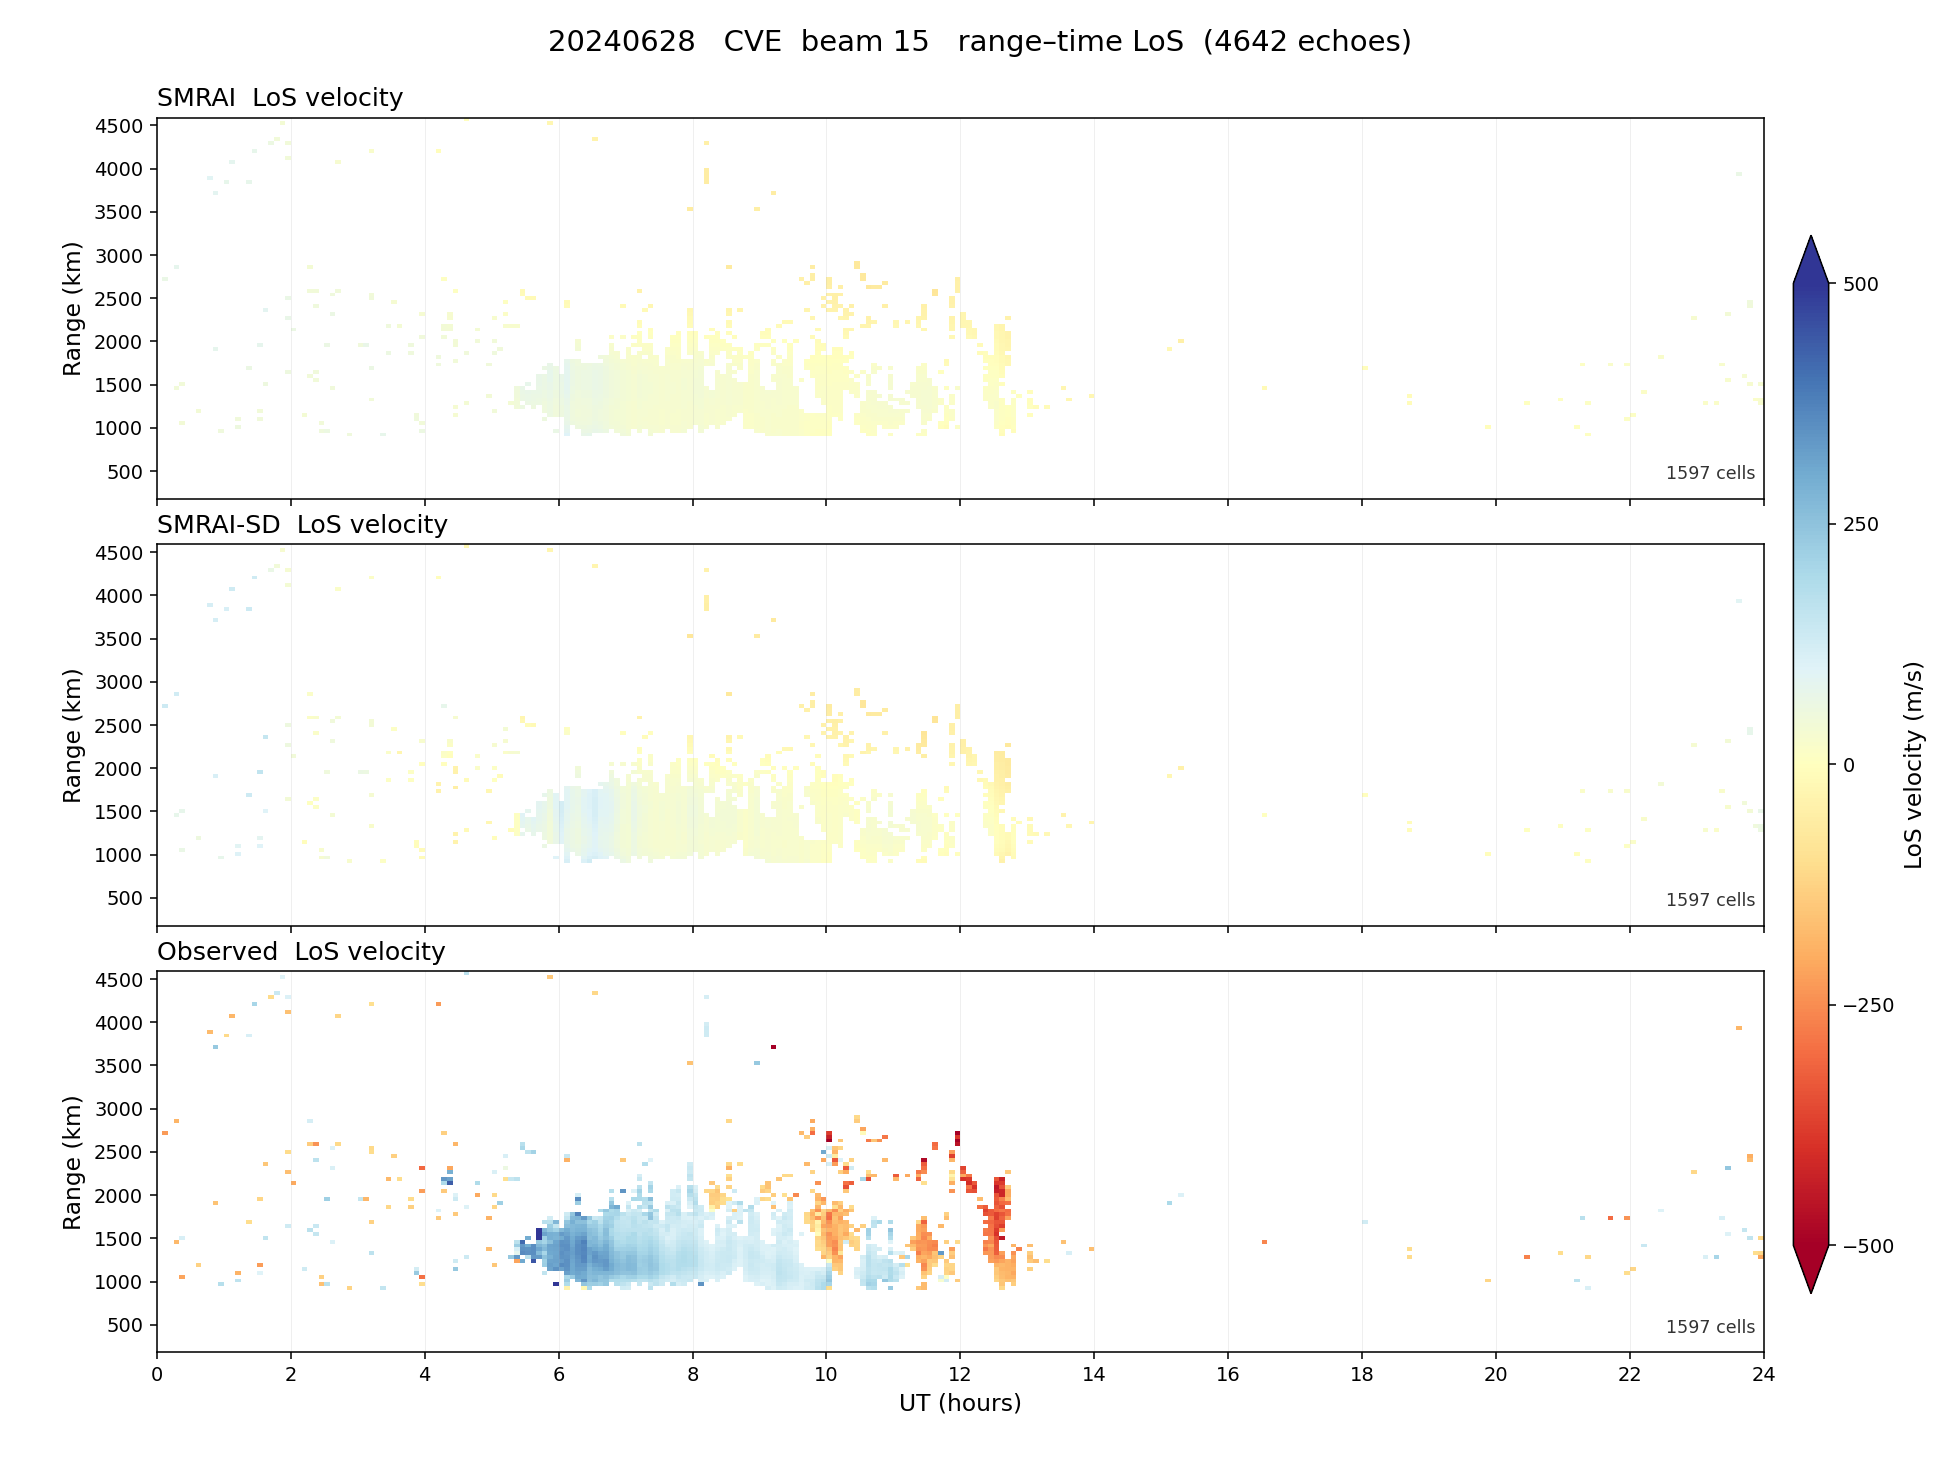 20240628 CVE beam 15 range–time LoS (4642 echoes)
SMRAI LoS velocity
4500
4000
3500
3000
2500
2000
1500
1000
500
Range (km)
1597 cells
SMRAI-SD LoS velocity
4500
4000
3500
3000
2500
2000
1500
1000
500
Range (km)
1597 cells
Observed LoS velocity
4500
4000
3500
3000
2500
2000
1500
1000
500
Range (km)
1597 cells
0 2 4 6 8 10 12 14 16 18 20 22 24
UT (hours)
500
250
0
−250
−500
LoS velocity (m/s)